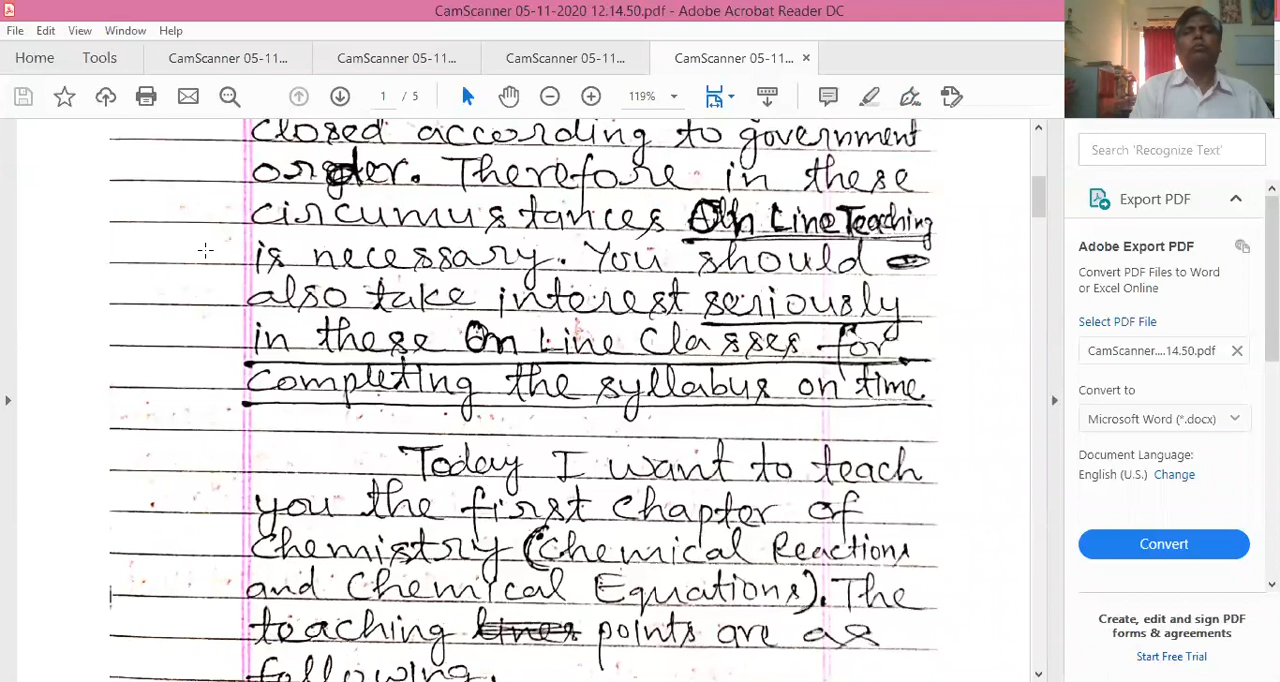 CamScanner 05-11-2020 12.14.50.pdf - Adobe Acrobat Reader DC
File Edit View Window Help
Home Tools CamScanner 05-11... CamScanner 05-11... CamScanner 05-11... CamScanner 05-11... ×
1 / 5 119%
closed according to government
order. Therefore in these
circumustances On Line Teaching
is necessary. You should
also take interest seriously
in these On Line Classes for
completing the syllabus on time.
Today I want to teach
you the first chapter of
Chemistry (Chemical Reactions
and Chemical Equations). The
teaching points are as
following.
Search 'Recognize Text'
Export PDF
Adobe Export PDF
Convert PDF Files to Word
or Excel Online
Select PDF File
CamScanner....14.50.pdf
Convert to
Microsoft Word (*.docx)
Document Language:
English (U.S.) Change
Convert
Create, edit and sign PDF
forms & agreements
Start Free Trial